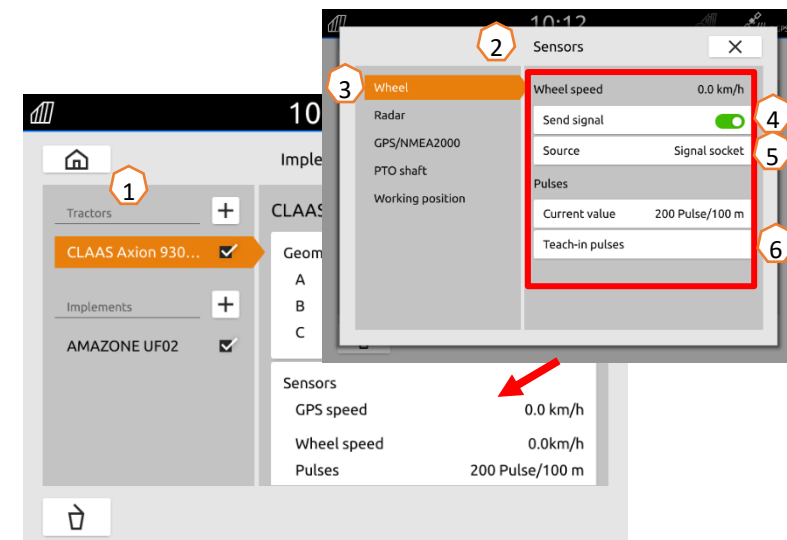 10:12
GPS
2
Sensors
3
Wheel
Radar
GPS/NMEA2000
PTO shaft
Working position
Wheel speed 0.0 km/h
Send signal
4
Source Signal socket
5
Pulses
Current value 200 Pulse/100 m
Teach-in pulses
6
10
Imple
1
Tractors
CLAAS Axion 930...
Implements
AMAZONE UF02
CLAAS
Geom
A
B
C
Sensors
GPS speed 0.0 km/h
Wheel speed 0.0km/h
Pulses 200 Pulse/100 m